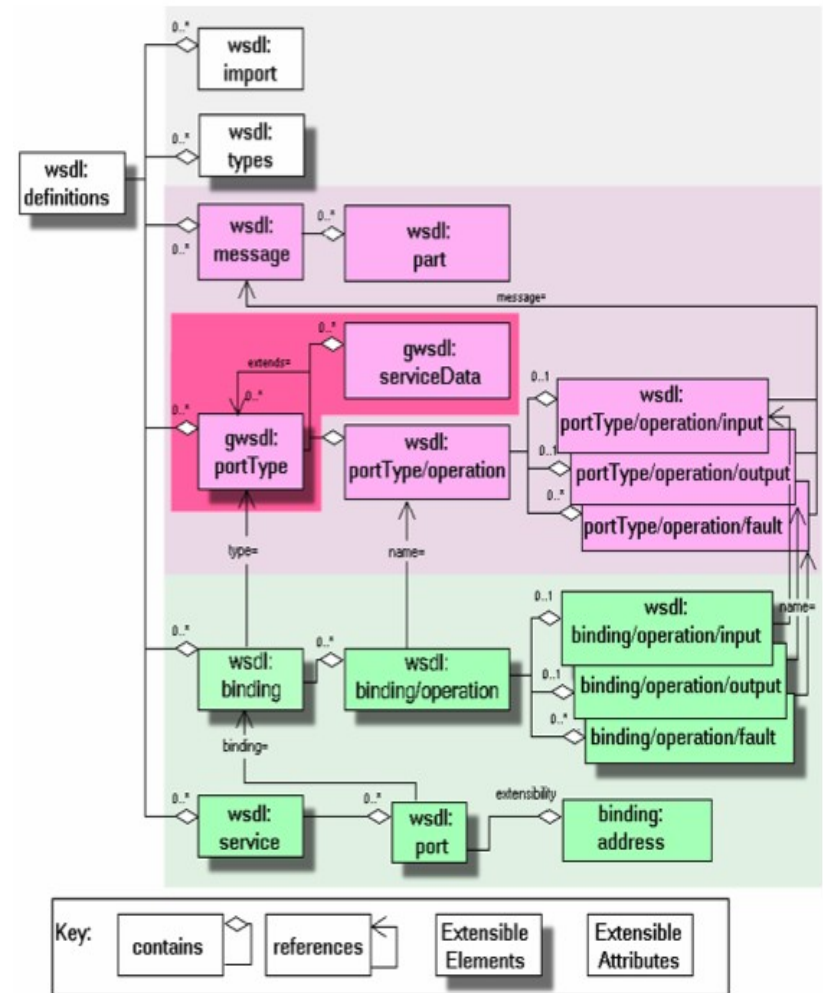 0..*
wsdl:
import
0..*
wsdl:
types
wsdl:
definitions
0..*
wsdl:
message
0..*
wsdl:
part
message=
0..*
gwsdl:
serviceData
extends=
0..*
0..*
gwsdl:
portType
wsdl:
portType/operation
0..1
wsdl:
portType/operation/input
0..1
portType/operation/output
0..*
portType/operation/fault
type=
name=
name=
0..*
wsdl:
binding
0..*
wsdl:
binding/operation
0..1
wsdl:
binding/operation/input
0..1
binding/operation/output
0..*
binding/operation/fault
binding=
0..*
wsdl:
service
0..*
wsdl:
port
extensibility
binding:
address
Key:
contains
references
Extensible
Elements
Extensible
Attributes